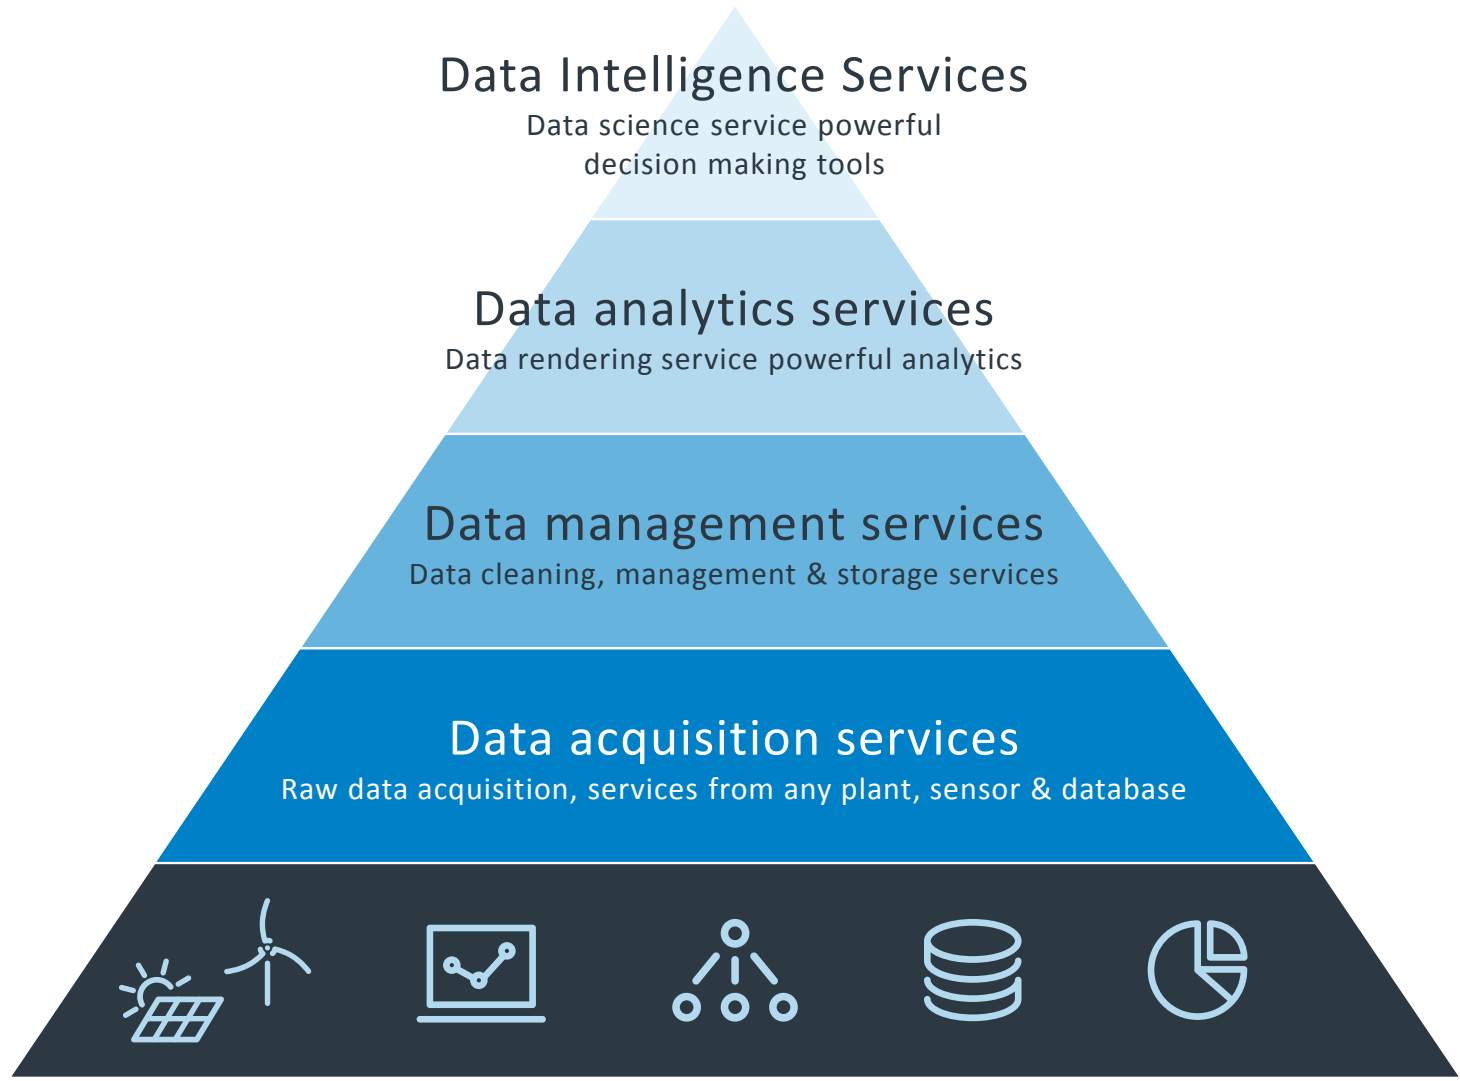 Data Intelligence Services
Data science service powerful
decision making tools
Data analytics services
Data rendering service powerful analytics
Data management services
Data cleaning, management & storage services
Data acquisition services
Raw data acquisition, services from any plant, sensor & database